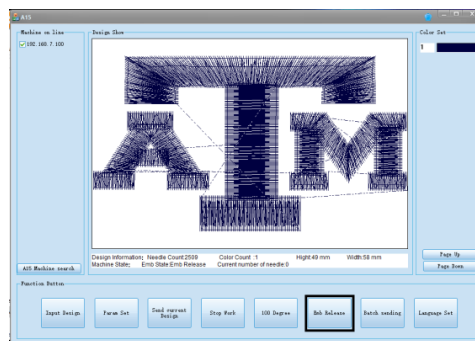 A15
Machine on line
192.168.7.100
Design Show
ATM
Color Set
1
Design Information: Needle Count:2509 Color Count :1 Hight:49 mm Width:58 mm
Machine State: Emb State:Emb Release Current number of needle:0
A15 Machine search
Page Up
Page Down
Function Button
Input Design
Param Set
Send current
Design
Stop Work
100 Degree
Emb Release
Batch sending
Language Set